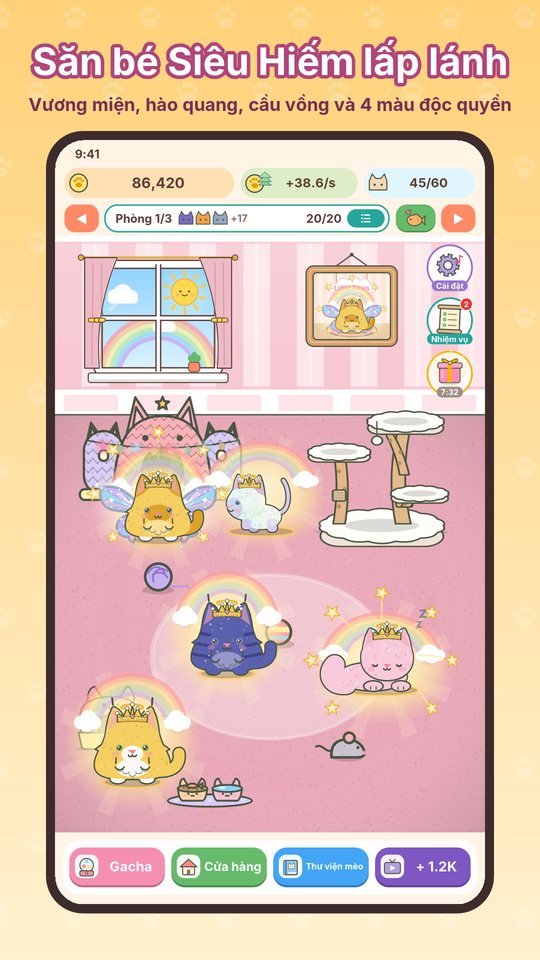 Săn bé Siêu Hiếm lấp lánh
Vương miện, hào quang, cầu vồng và 4 màu độc quyền
9:41
86,420
+38.6/s
45/60
Phòng 1/3
+17
20/20
Cài đặt
2
Nhiệm vụ
7:32
z
z
Gacha
Cửa hàng
Thư viện mèo
+ 1.2K